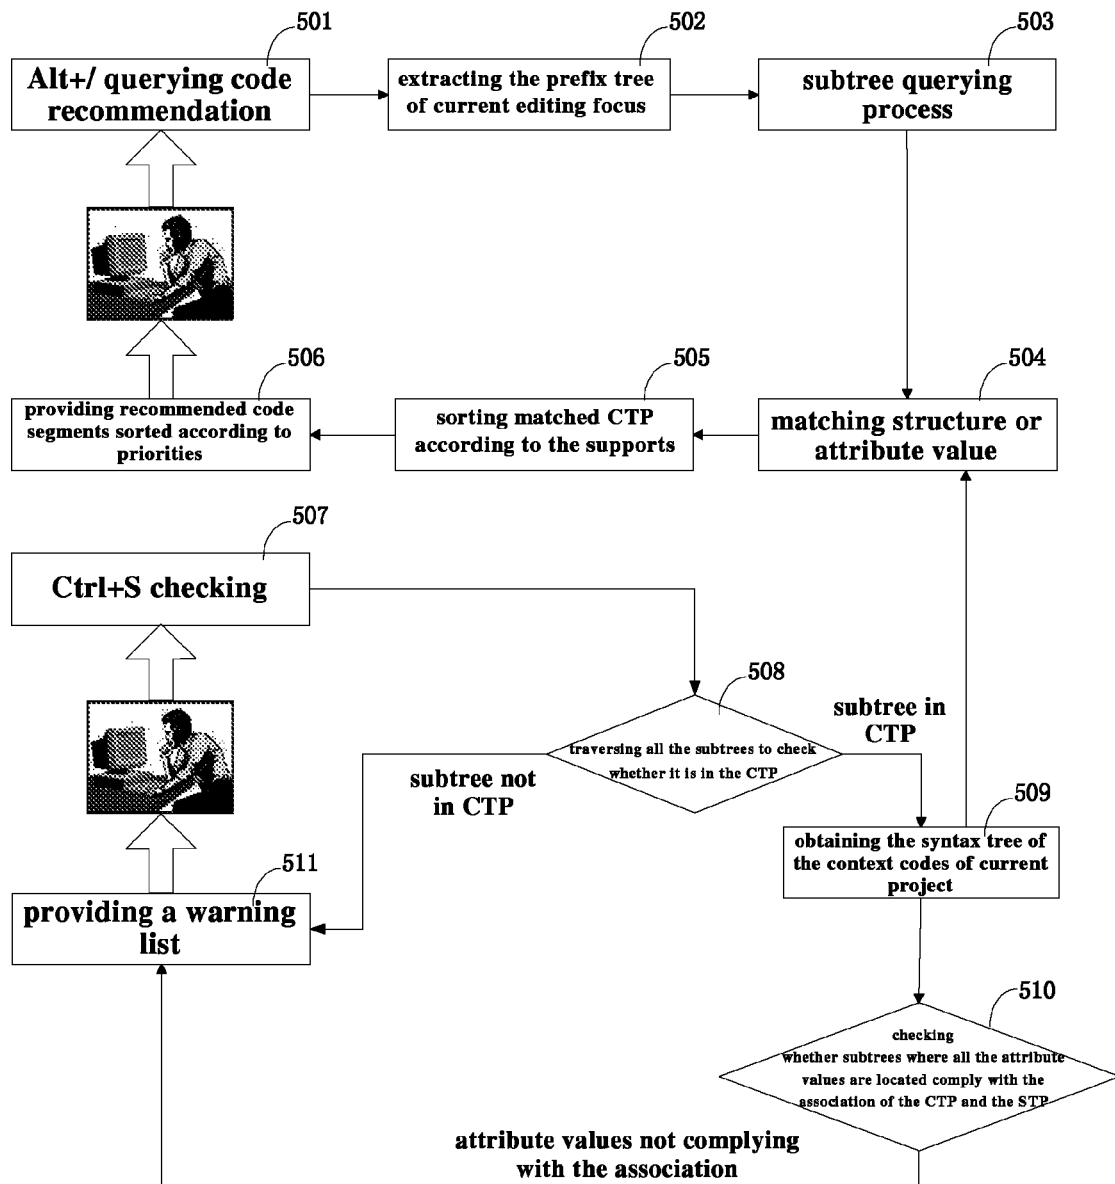 501
502
503
Alt+/ querying code
recommendation
extracting the prefix tree
of current editing focus
subtree querying
process
506
505
504
providing recommended code
segments sorted according to
priorities
sorting matched CTP
according to the supports
matching structure or
attribute value
507
Ctrl+S checking
508
traversing all the subtrees to check
whether it is in the CTP
subtree in
CTP
subtree not
in CTP
509
obtaining the syntax tree of
the context codes of current
project
511
providing a warning
list
510
checking
whether subtrees where all the attribute
values are located comply with the
association of the CTP and the STP
attribute values not complying
with the association